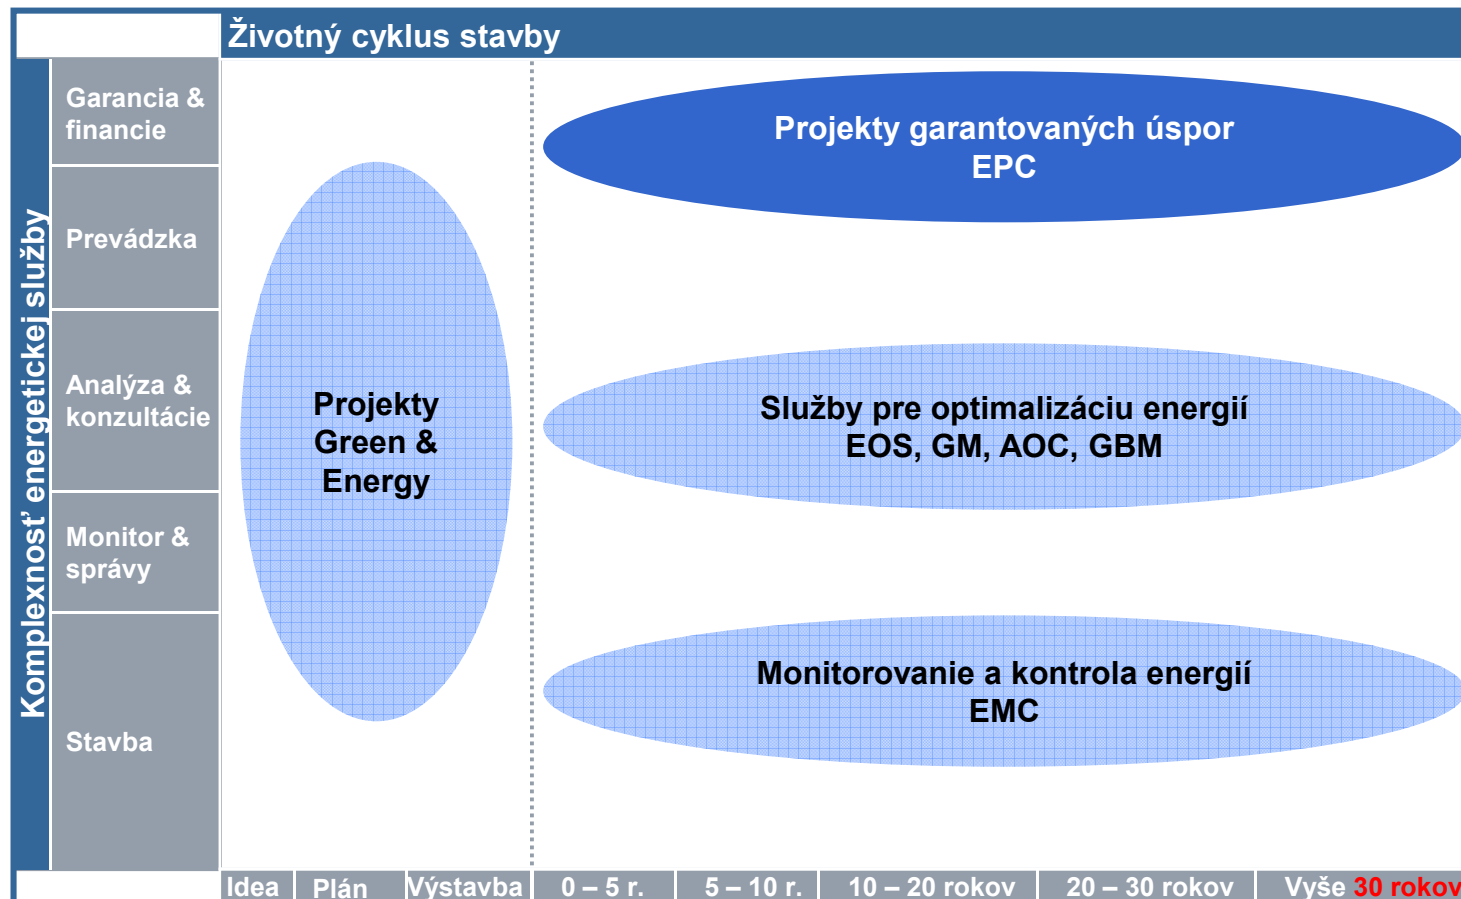 Životný cyklus stavby
Komplexnosť energetickej služby
Garancia &
financie
Prevádzka
Analýza &
konzultácie
Monitor &
správy
Stavba
Projekty
Green &
Energy
Projekty garantovaných úspor
EPC
Služby pre optimalizáciu energií
EOS, GM, AOC, GBM
Monitorovanie a kontrola energií
EMC
Idea Plán Výstavba 0 – 5 r. 5 – 10 r. 10 – 20 rokov 20 – 30 rokov Vyše 30 rokov